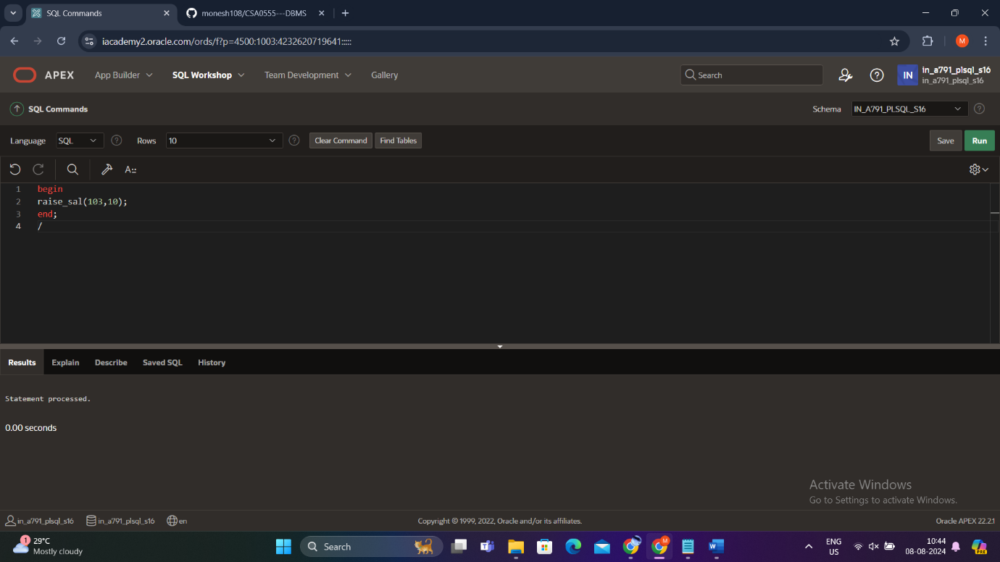 SQL Commands
monesh108/CSA0555---DBMS
iacademy2.oracle.com/ords/f?p=4500:1003:4232620719641:::::
M
APEX
App Builder
SQL Workshop
Team Development
Gallery
Search
IN
in_a791_plsql_s16
in_a791_plsql_s16
SQL Commands
Schema
IN_A791_PLSQL_S16
Language
SQL
Rows
10
Clear Command
Find Tables
Save
Run
1 begin
2 raise_sal(103,10);
3 end;
4 /
Results
Explain
Describe
Saved SQL
History
Statement processed.
0.00 seconds
Activate Windows
Go to Settings to activate Windows.
in_a791_plsql_s16
in_a791_plsql_s16
en
Copyright © 1999, 2022, Oracle and/or its affiliates.
Oracle APEX 22.2.1
1
29°C
Mostly cloudy
Search
M
ENG
US
10:44
08-08-2024
PRE